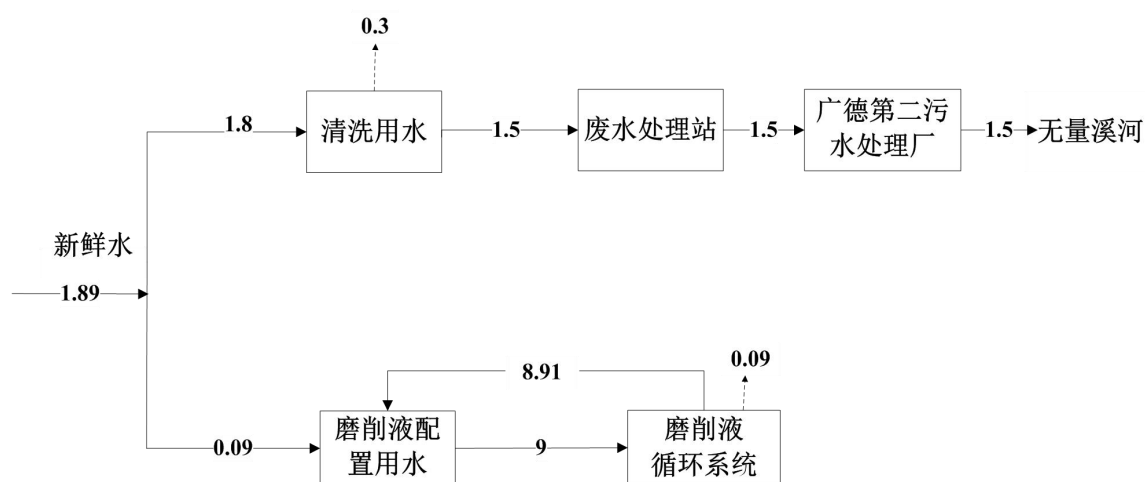 0.3
1.8
清洗用水
1.5
废水处理站
1.5
广德第二污
水处理厂
1.5
无量溪河
新鲜水
1.89
8.91
0.09
0.09
磨削液配
置用水
9
磨削液
循环系统